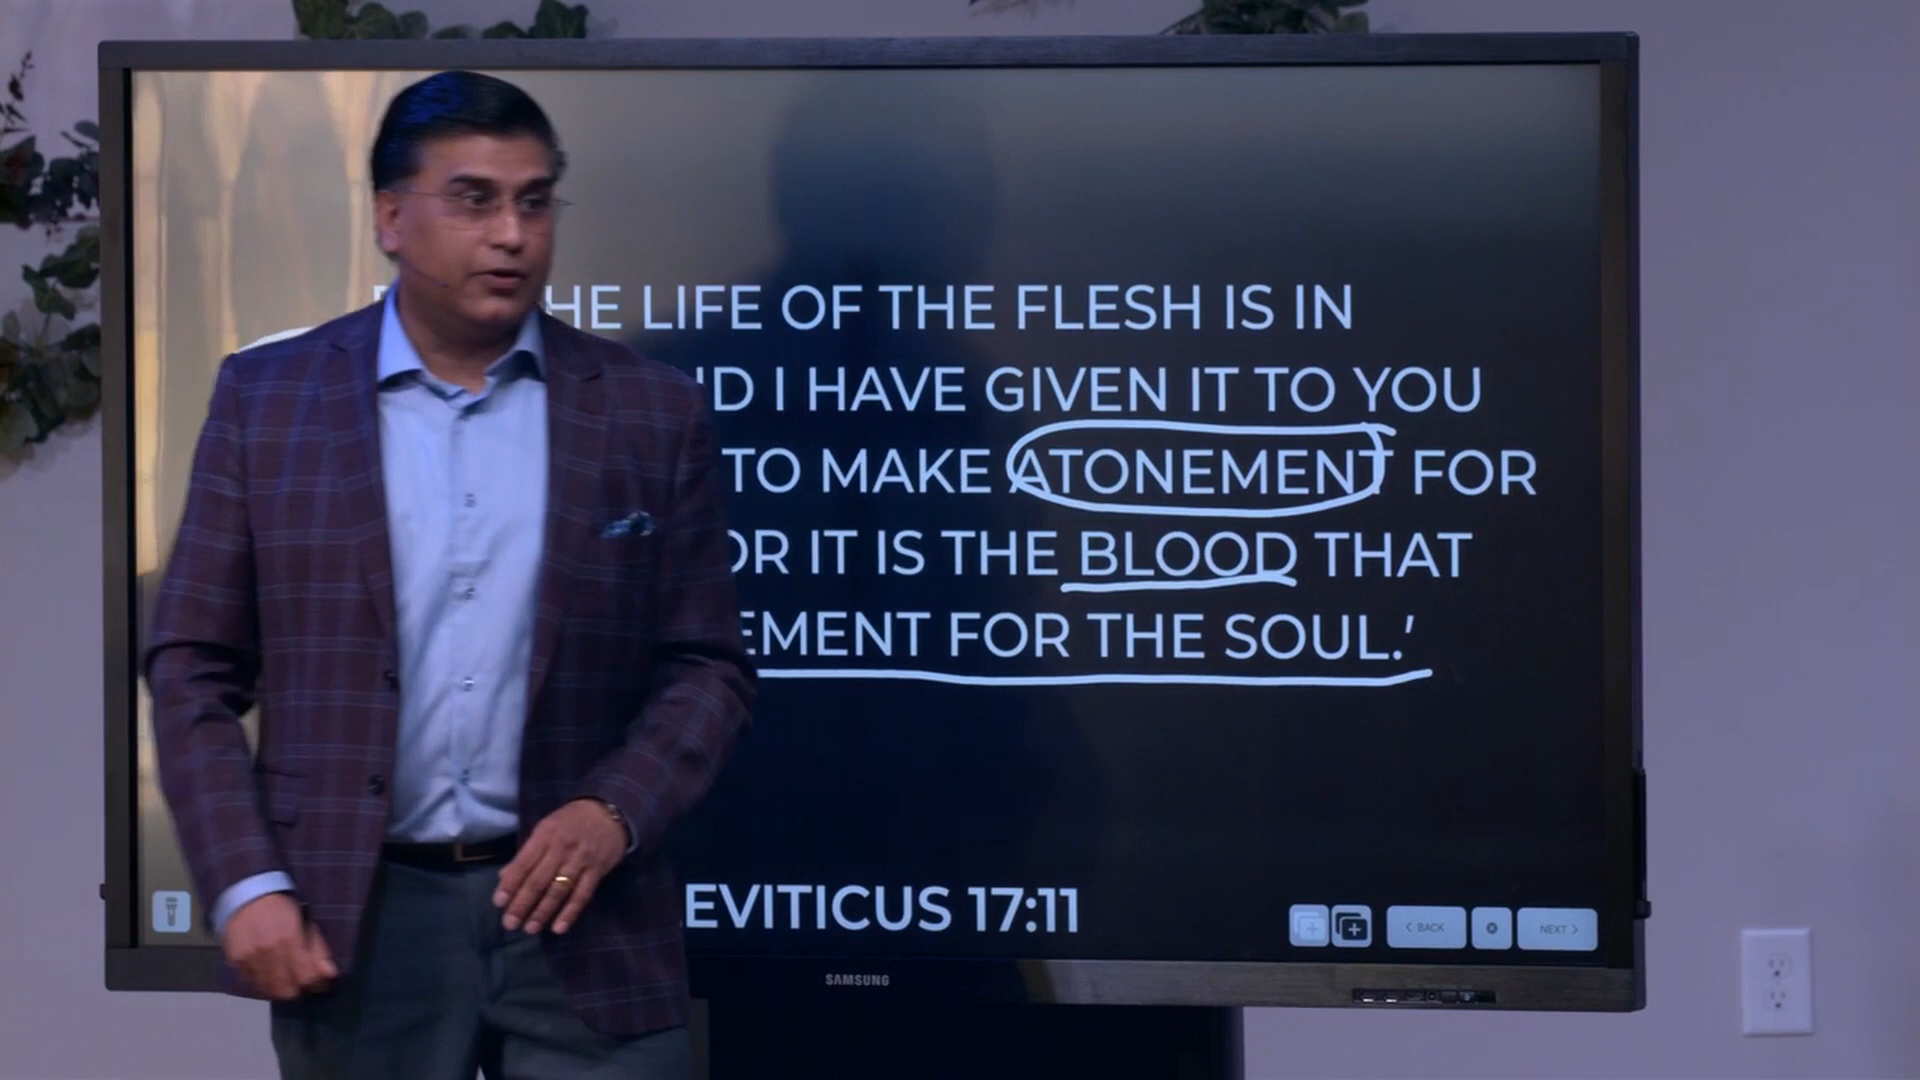 HE LIFE OF THE FLESH IS IN
D I HAVE GIVEN IT TO YOU
TO MAKE ATONEMENT FOR
OR IT IS THE BLOOD THAT
EMENT FOR THE SOUL.'
EVITICUS 17:11
< BACK
NEXT >
SAMSUNG